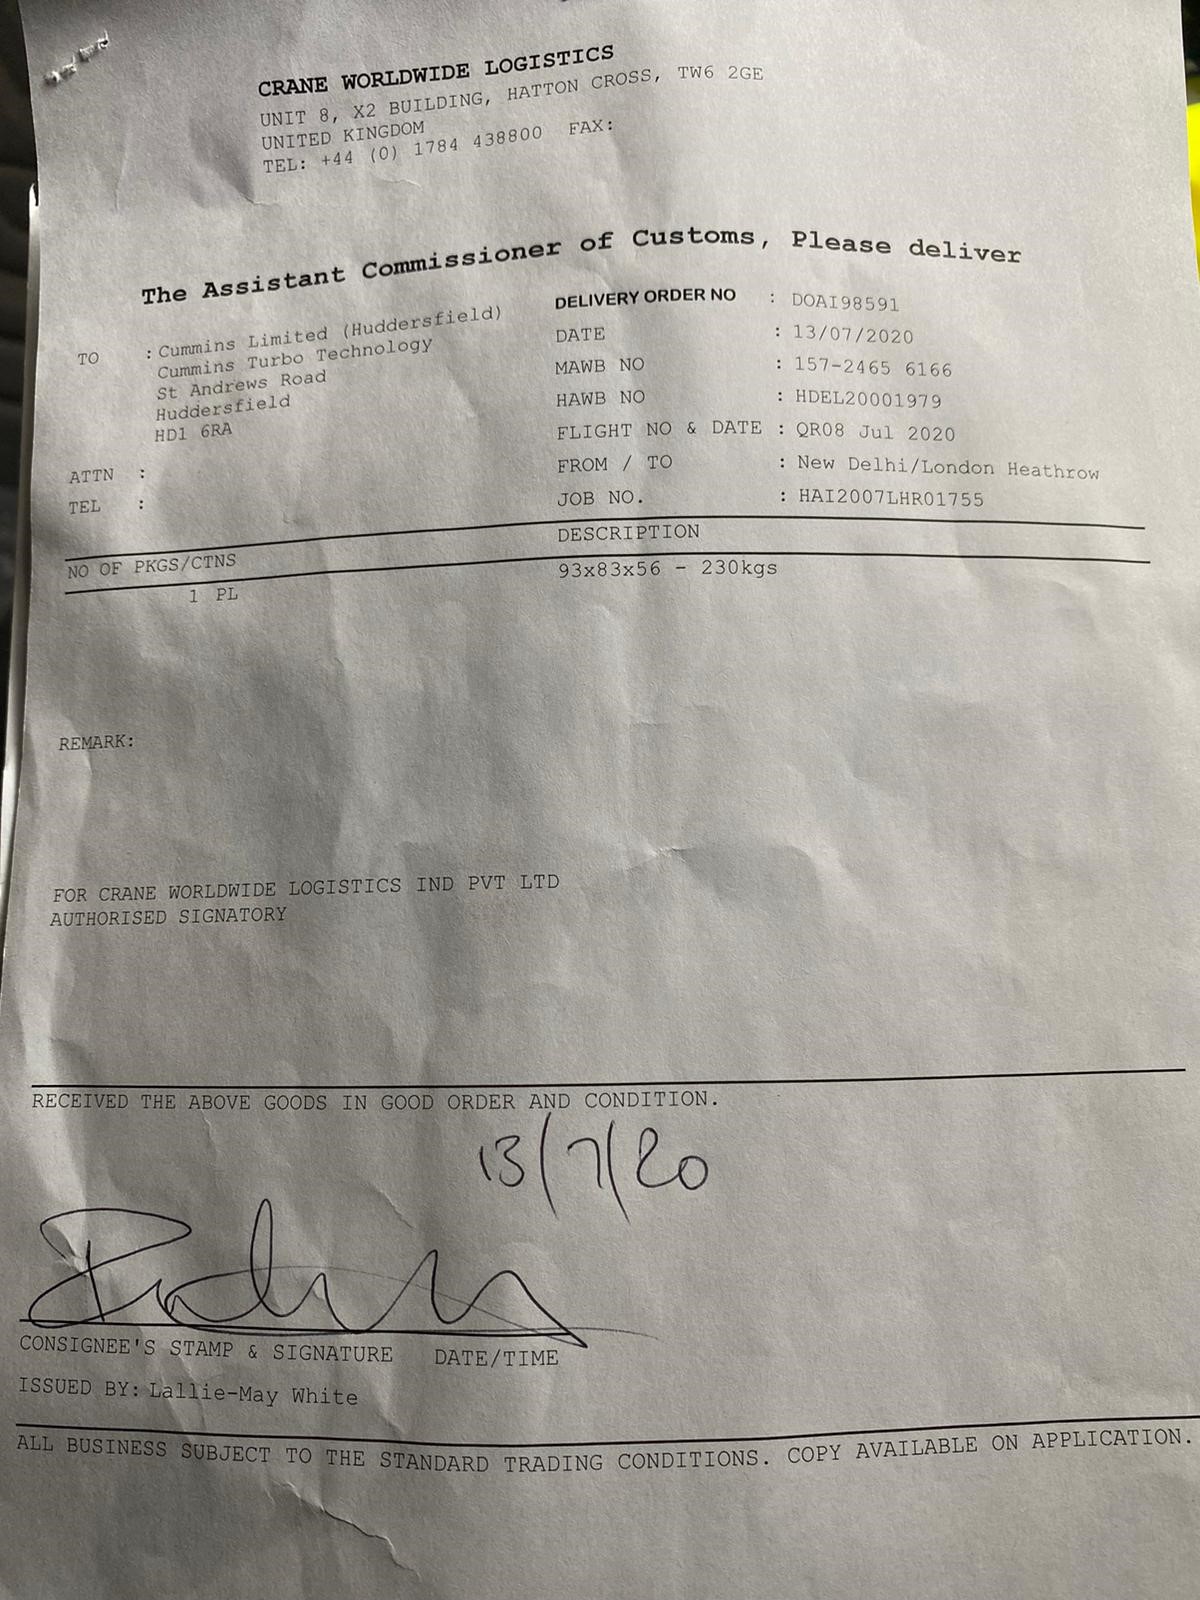 CRANE WORLDWIDE LOGISTICS
UNIT 8, X2 BUILDING, HATTON CROSS, TW6 2GE
UNITED KINGDOM
TEL: +44 (0) 1784 438800 FAX:
The Assistant Commissioner of Customs, Please deliver
TO : Cummins Limited (Huddersfield)
Cummins Turbo Technology
St Andrews Road
Huddersfield
HD1 6RA
ATTN :
TEL :
DELIVERY ORDER NO : DOAI98591
DATE : 13/07/2020
MAWB NO : 157-2465 6166
HAWB NO : HDEL20001979
FLIGHT NO & DATE : QR08 Jul 2020
FROM / TO : New Delhi/London Heathrow
JOB NO. : HAI2007LHR01755
NO OF PKGS/CTNS DESCRIPTION
1 PL 93x83x56 - 230kgs
REMARK:
FOR CRANE WORLDWIDE LOGISTICS IND PVT LTD
AUTHORISED SIGNATORY
RECEIVED THE ABOVE GOODS IN GOOD ORDER AND CONDITION.
13/7/20
CONSIGNEE'S STAMP & SIGNATURE DATE/TIME
ISSUED BY: Lallie-May White
ALL BUSINESS SUBJECT TO THE STANDARD TRADING CONDITIONS. COPY AVAILABLE ON APPLICATION.